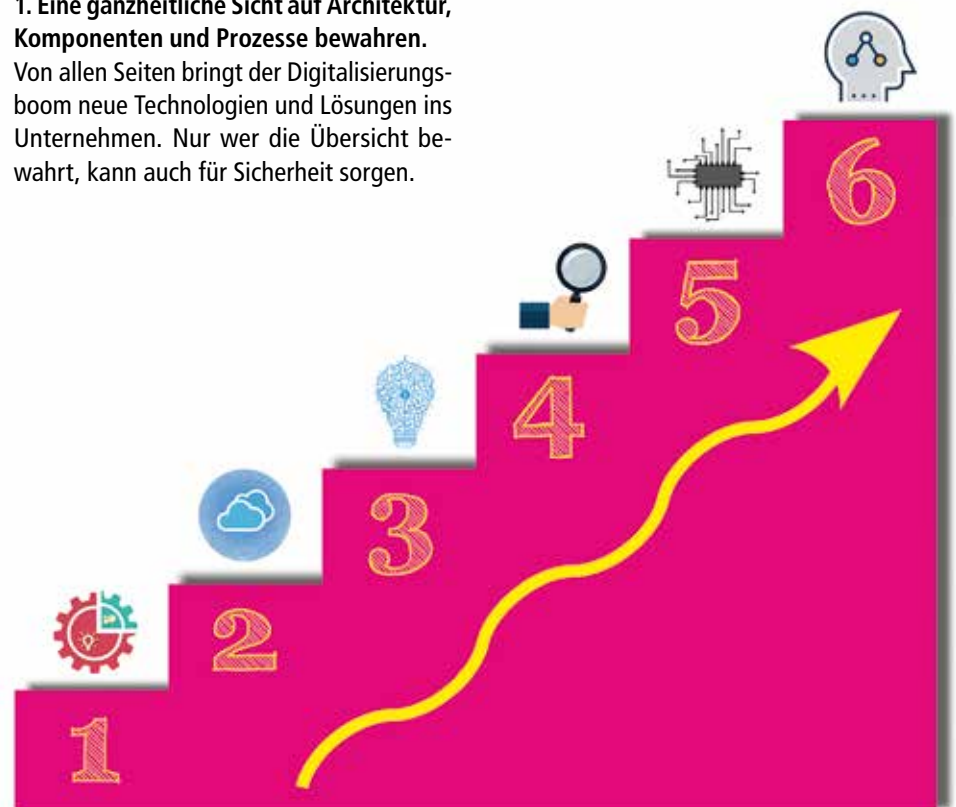 1. Eine ganzheitliche Sicht auf Architektur,
Komponenten und Prozesse bewahren.
Von allen Seiten bringt der Digitalisierungs-
boom neue Technologien und Lösungen ins
Unternehmen. Nur wer die Übersicht be-
wahrt, kann auch für Sicherheit sorgen.
6
5
4
3
2
1